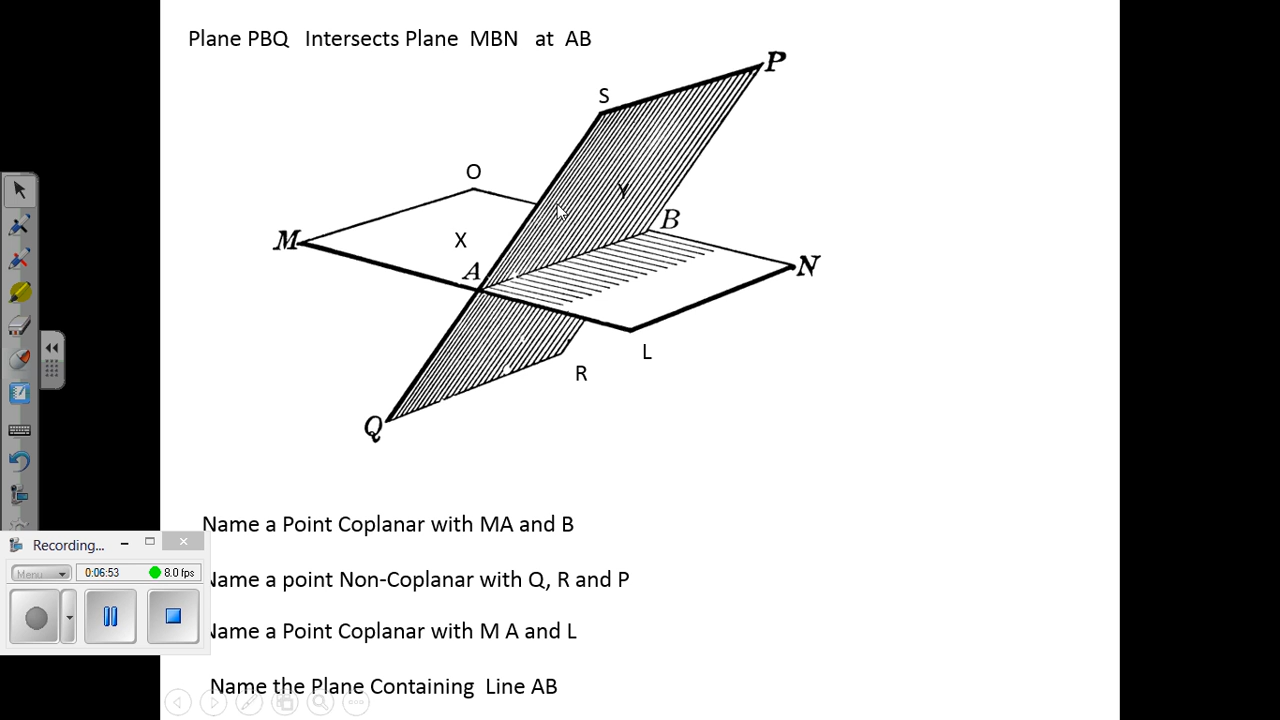 Plane PBQ Intersects Plane MBN at AB
P
S
O
Y
B
M
X
A
N
L
R
Q
Name a Point Coplanar with MA and B
Recording...
Menu
0:06:53
8.0 fps
Name a point Non-Coplanar with Q, R and P
Name a Point Coplanar with M A and L
Name the Plane Containing Line AB